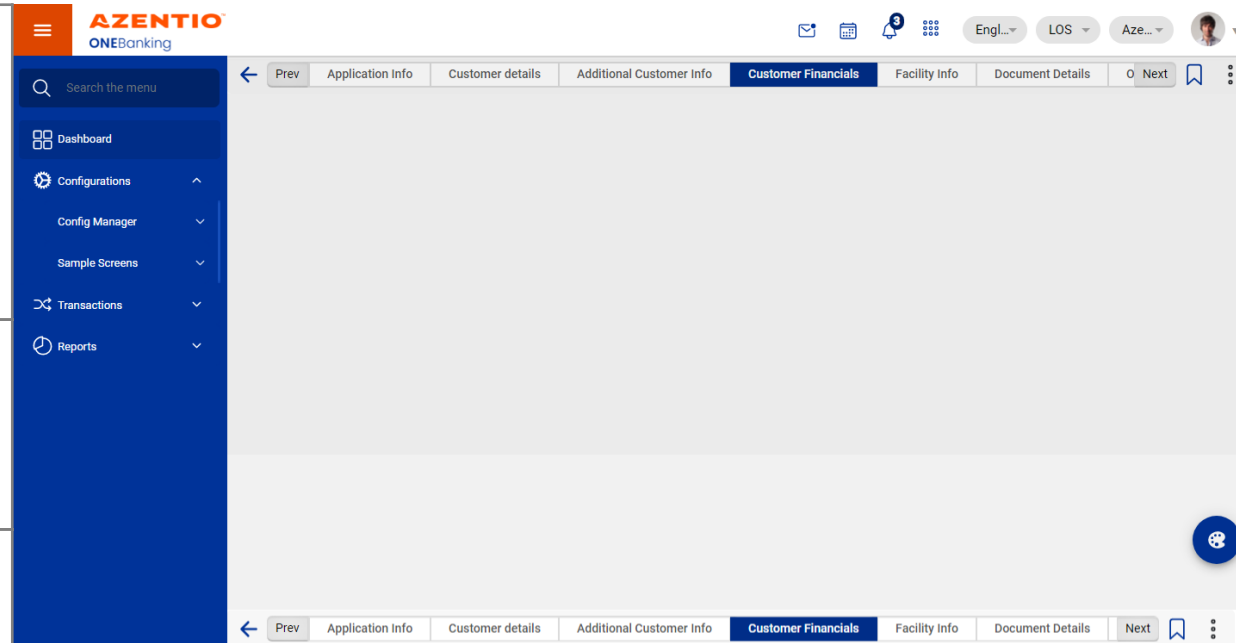 AZENTIO
ONEBanking
3
Engl...
LOS
Aze...
Search the menu
Dashboard
Configurations
Config Manager
Sample Screens
Transactions
Reports
Prev Application Info Customer details Additional Customer Info Customer Financials Facility Info Document Details O Next
Prev Application Info Customer details Additional Customer Info Customer Financials Facility Info Document Details Next